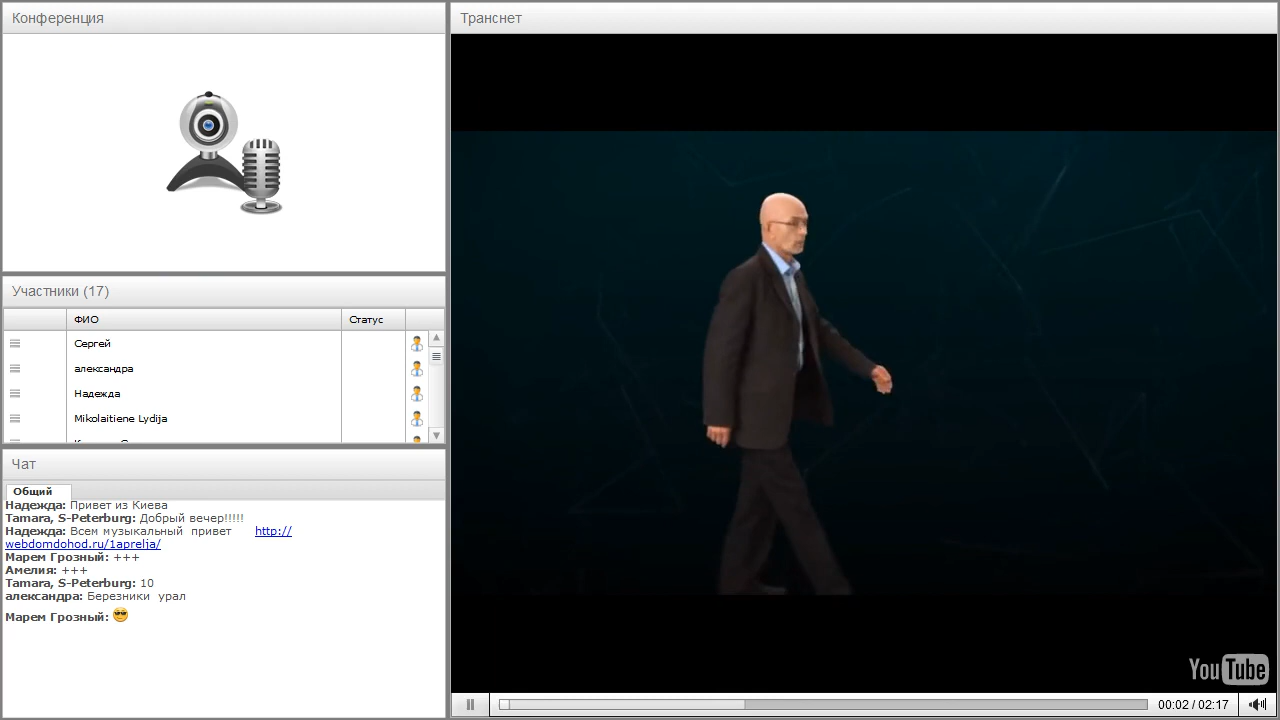 Конференция
Транснет
Участники (17)
ФИО
Статус
Сергей
александра
Надежда
Mikolaitiene Lydija
Чат
Общий
Надежда: Привет из Киева
Tamara, S-Peterburg: Добрый вечер!!!!!
Надежда: Всем музыкальный привет http://
webdomdohod.ru/1aprelja/
Марем Грозный: +++
Амелия: +++
Tamara, S-Peterburg: 10
александра: Березники урал
Марем Грозный:
YouTube
00:02 / 02:17